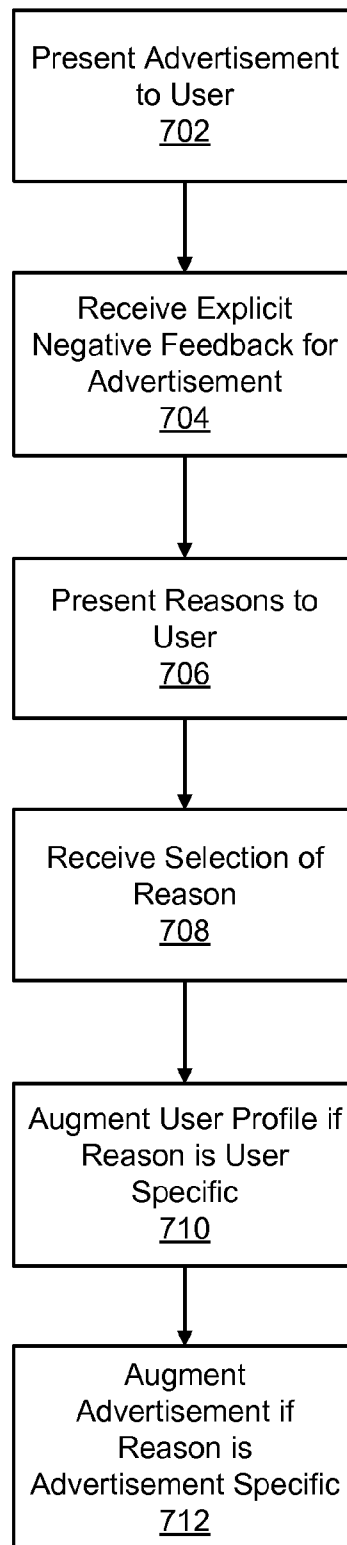 Present Advertisement
to User
702
Receive Explicit
Negative Feedback for
Advertisement
704
Present Reasons to
User
706
Receive Selection of
Reason
708
Augment User Profile if
Reason is User
Specific
710
Augment
Advertisement if
Reason is
Advertisement Specific
712